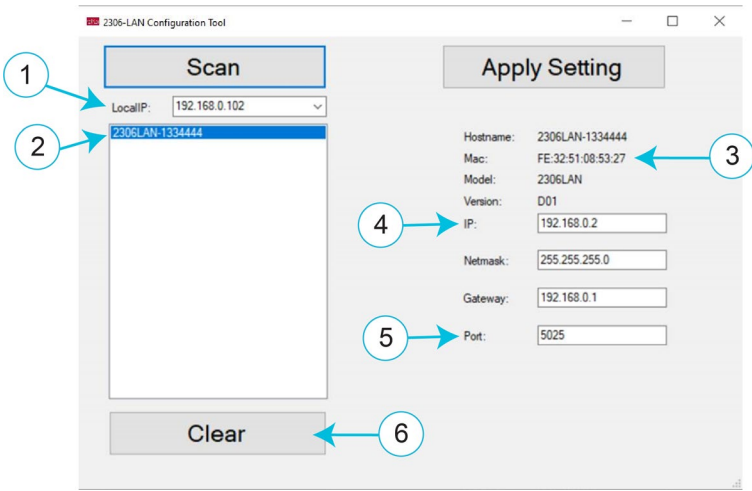 2306-LAN Configuration Tool
Scan
Apply Setting
1
LocalIP: 192.168.0.102
2
2306LAN-1334444
Hostname: 2306LAN-1334444
Mac: FE:32:51:08:53:27
3
Model: 2306LAN
Version: D01
4
IP: 192.168.0.2
Netmask: 255.255.255.0
Gateway: 192.168.0.1
5
Port: 5025
Clear
6